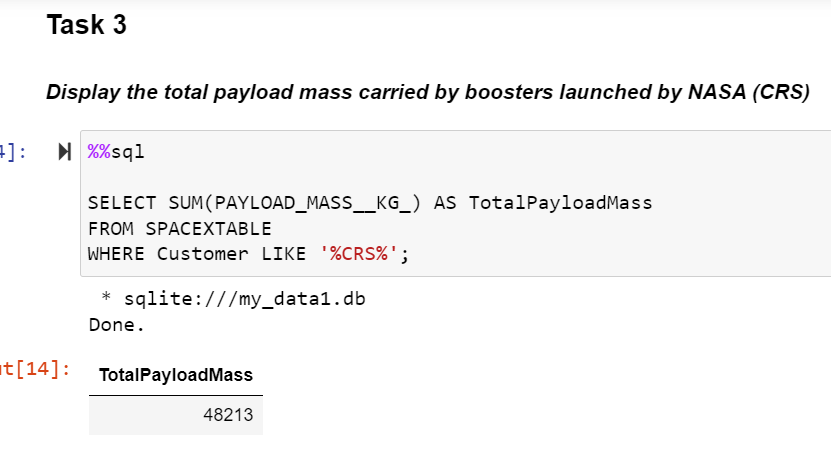 Task 3
Display the total payload mass carried by boosters launched by NASA (CRS)
4]:
%%sql
SELECT SUM(PAYLOAD_MASS__KG_) AS TotalPayloadMass
FROM SPACEXTABLE
WHERE Customer LIKE '%CRS%';
* sqlite:///my_data1.db
Done.
ut[14]:
TotalPayloadMass
48213